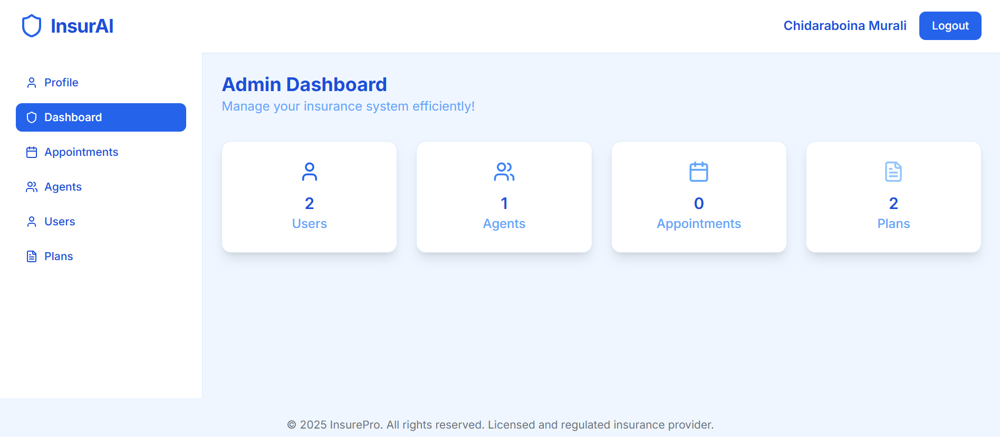 InsurAI
Chidaraboina Murali
Logout
Profile
Dashboard
Appointments
Agents
Users
Plans
Admin Dashboard
Manage your insurance system efficiently!
2
Users
1
Agents
0
Appointments
2
Plans
© 2025 InsurePro. All rights reserved. Licensed and regulated insurance provider.